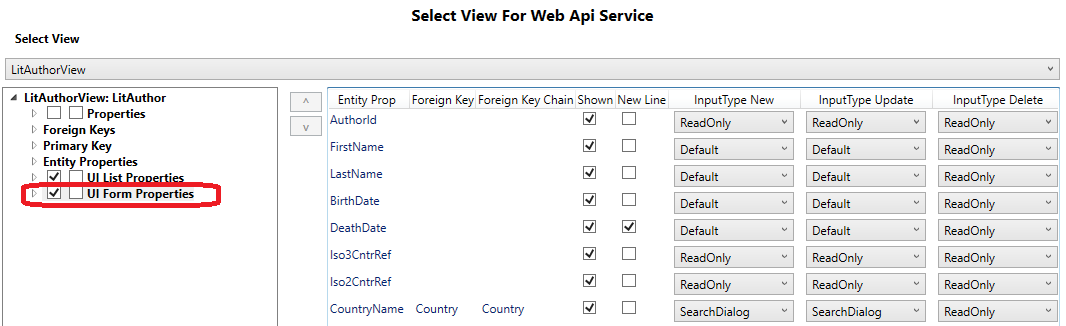 Select View For Web Api Service
Select View
LitAuthorView
LitAuthorView: LitAuthor
Properties
Foreign Keys
Primary Key
Entity Properties
UI List Properties
UI Form Properties
Entity Prop Foreign Key Foreign Key Chain Shown New Line InputType New InputType Update InputType Delete
AuthorId ReadOnly ReadOnly ReadOnly
FirstName Default Default ReadOnly
LastName Default Default ReadOnly
BirthDate Default Default ReadOnly
DeathDate Default Default ReadOnly
Iso3CntrRef ReadOnly ReadOnly ReadOnly
Iso2CntrRef ReadOnly ReadOnly ReadOnly
CountryName Country Country SearchDialog SearchDialog ReadOnly